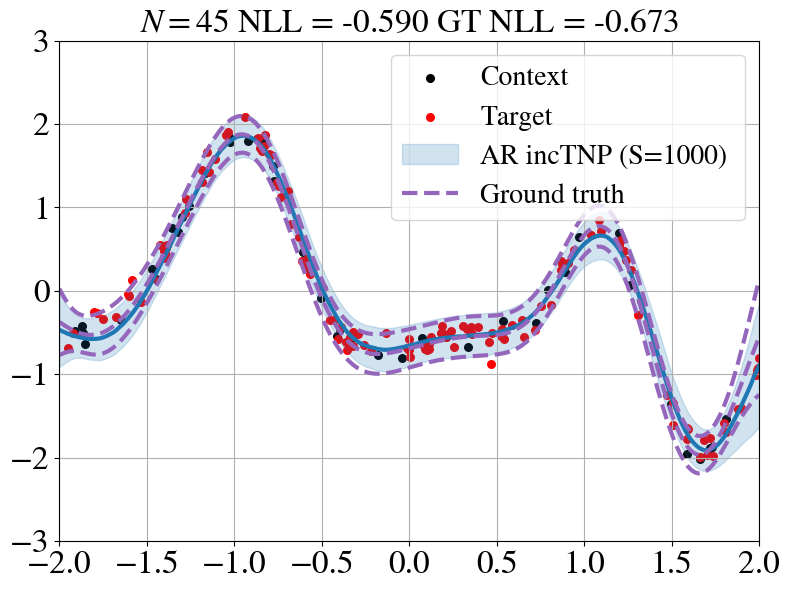 N = 45 NLL = -0.590 GT NLL = -0.673
3
2
1
0
−1
−2
−3
Context
Target
AR incTNP (S=1000)
Ground truth
−2.0 −1.5 −1.0 −0.5 0.0 0.5 1.0 1.5 2.0